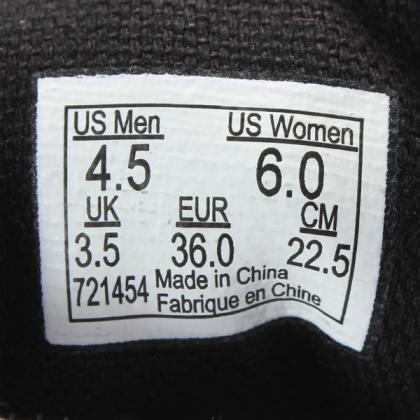 US Men US Women
4.5 6.0
UK EUR CM
3.5 36.0 22.5
721454 Made in China
Fabrique en Chine